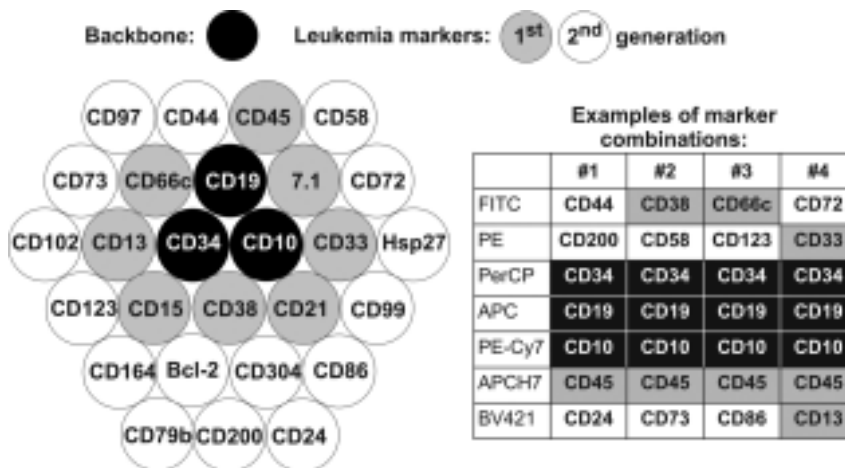 Backbone: Leukemia markers: 1st 2nd generation
CD97 CD44 CD45 CD58
CD73 CD66c CD19 7.1 CD72
CD102 CD13 CD34 CD10 CD33 Hsp27
CD123 CD15 CD38 CD21 CD99
CD164 Bcl-2 CD304 CD86
CD79b CD200 CD24
Examples of marker
combinations:
#1 #2 #3 #4
FITC CD44 CD38 CD66c CD72
PE CD200 CD58 CD123 CD33
PerCP CD34 CD34 CD34 CD34
APC CD19 CD19 CD19 CD19
PE-Cy7 CD10 CD10 CD10 CD10
APCH7 CD45 CD45 CD45 CD45
BV421 CD24 CD73 CD86 CD13